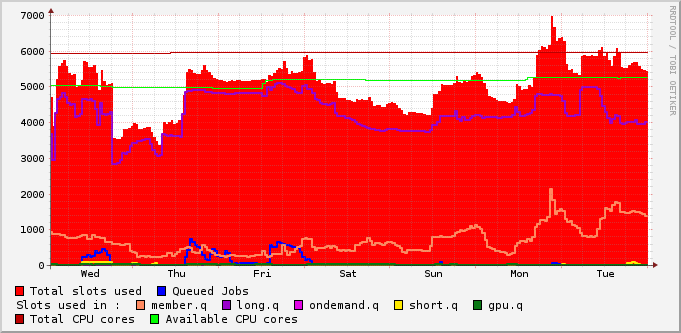 RRDTOOL / TOBI OETIKER
7000
6000
5000
4000
3000
2000
1000
0
Wed Thu Fri Sat Sun Mon Tue
Total slots used Queued Jobs
Slots used in : member.q long.q ondemand.q short.q gpu.q
Total CPU cores Available CPU cores